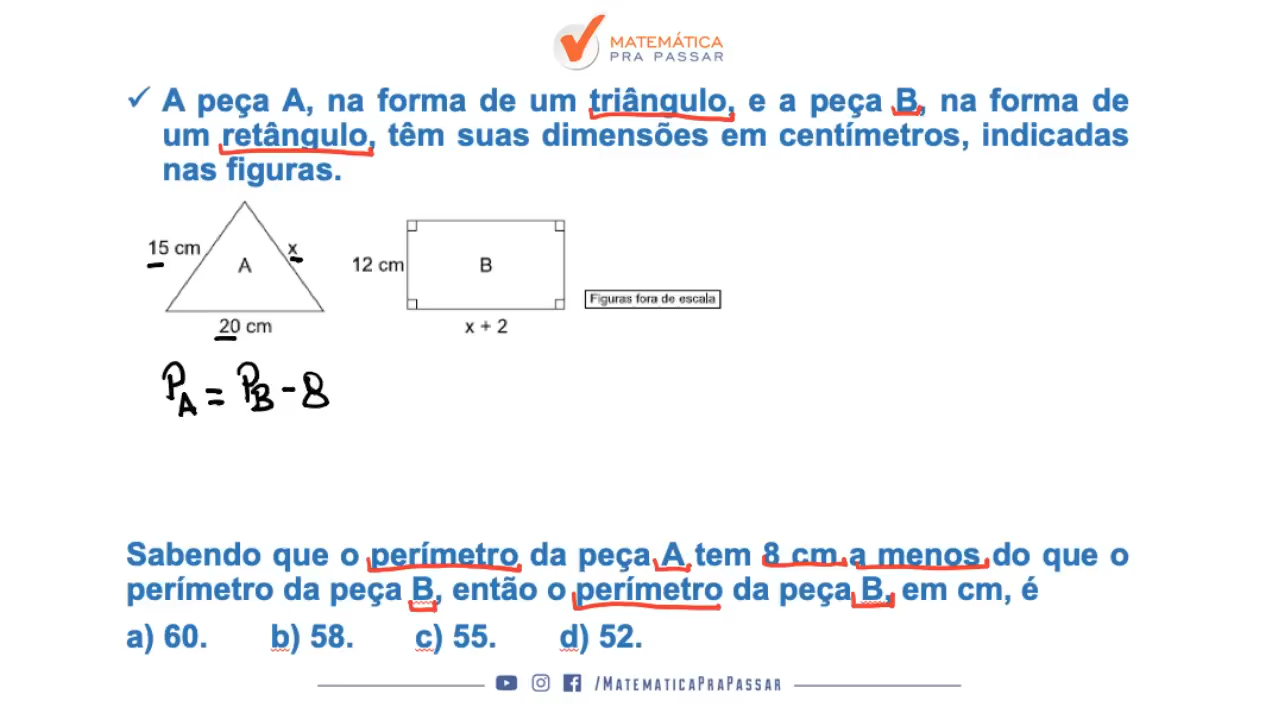 MATEMÁTICA
PRA PASSAR
✓ A peça A, na forma de um triângulo, e a peça B, na forma de
um retângulo, têm suas dimensões em centímetros, indicadas
nas figuras.
15 cm
x
A
20 cm
12 cm
B
x + 2
Figuras fora de escala
P_A = P_B - 8
Sabendo que o perímetro da peça A tem 8 cm a menos do que o
perímetro da peça B, então o perímetro da peça B, em cm, é
a) 60. b) 58. c) 55. d) 52.
/MATEMATICAPRAPASSAR